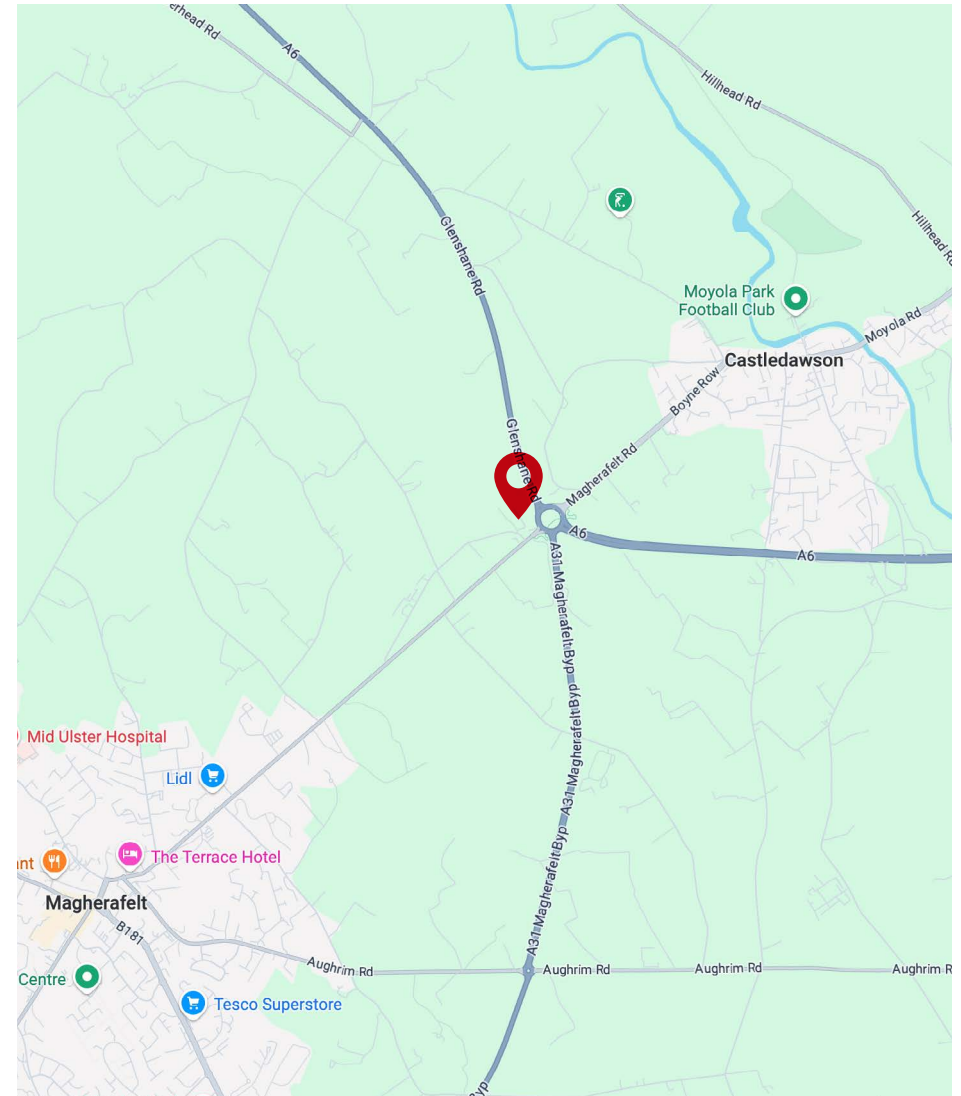 erhead Rd
A6
Hillhead Rd
Hillhead Rd
Glenshane Rd
Moyola Park
Football Club
Moyola Rd
Castledawson
Boyne Row
Glenshane Rd
Magherafelt Rd
A6
A6
A31 Magherafelt Byp
A31 Magherafelt Byp
A31 Magherafelt Byp
Mid Ulster Hospital
Lidl
The Terrace Hotel
nt
Magherafelt
B181
Aughrim Rd
Aughrim Rd
Aughrim Rd
Aughrim R
Centre
Tesco Superstore
Byp